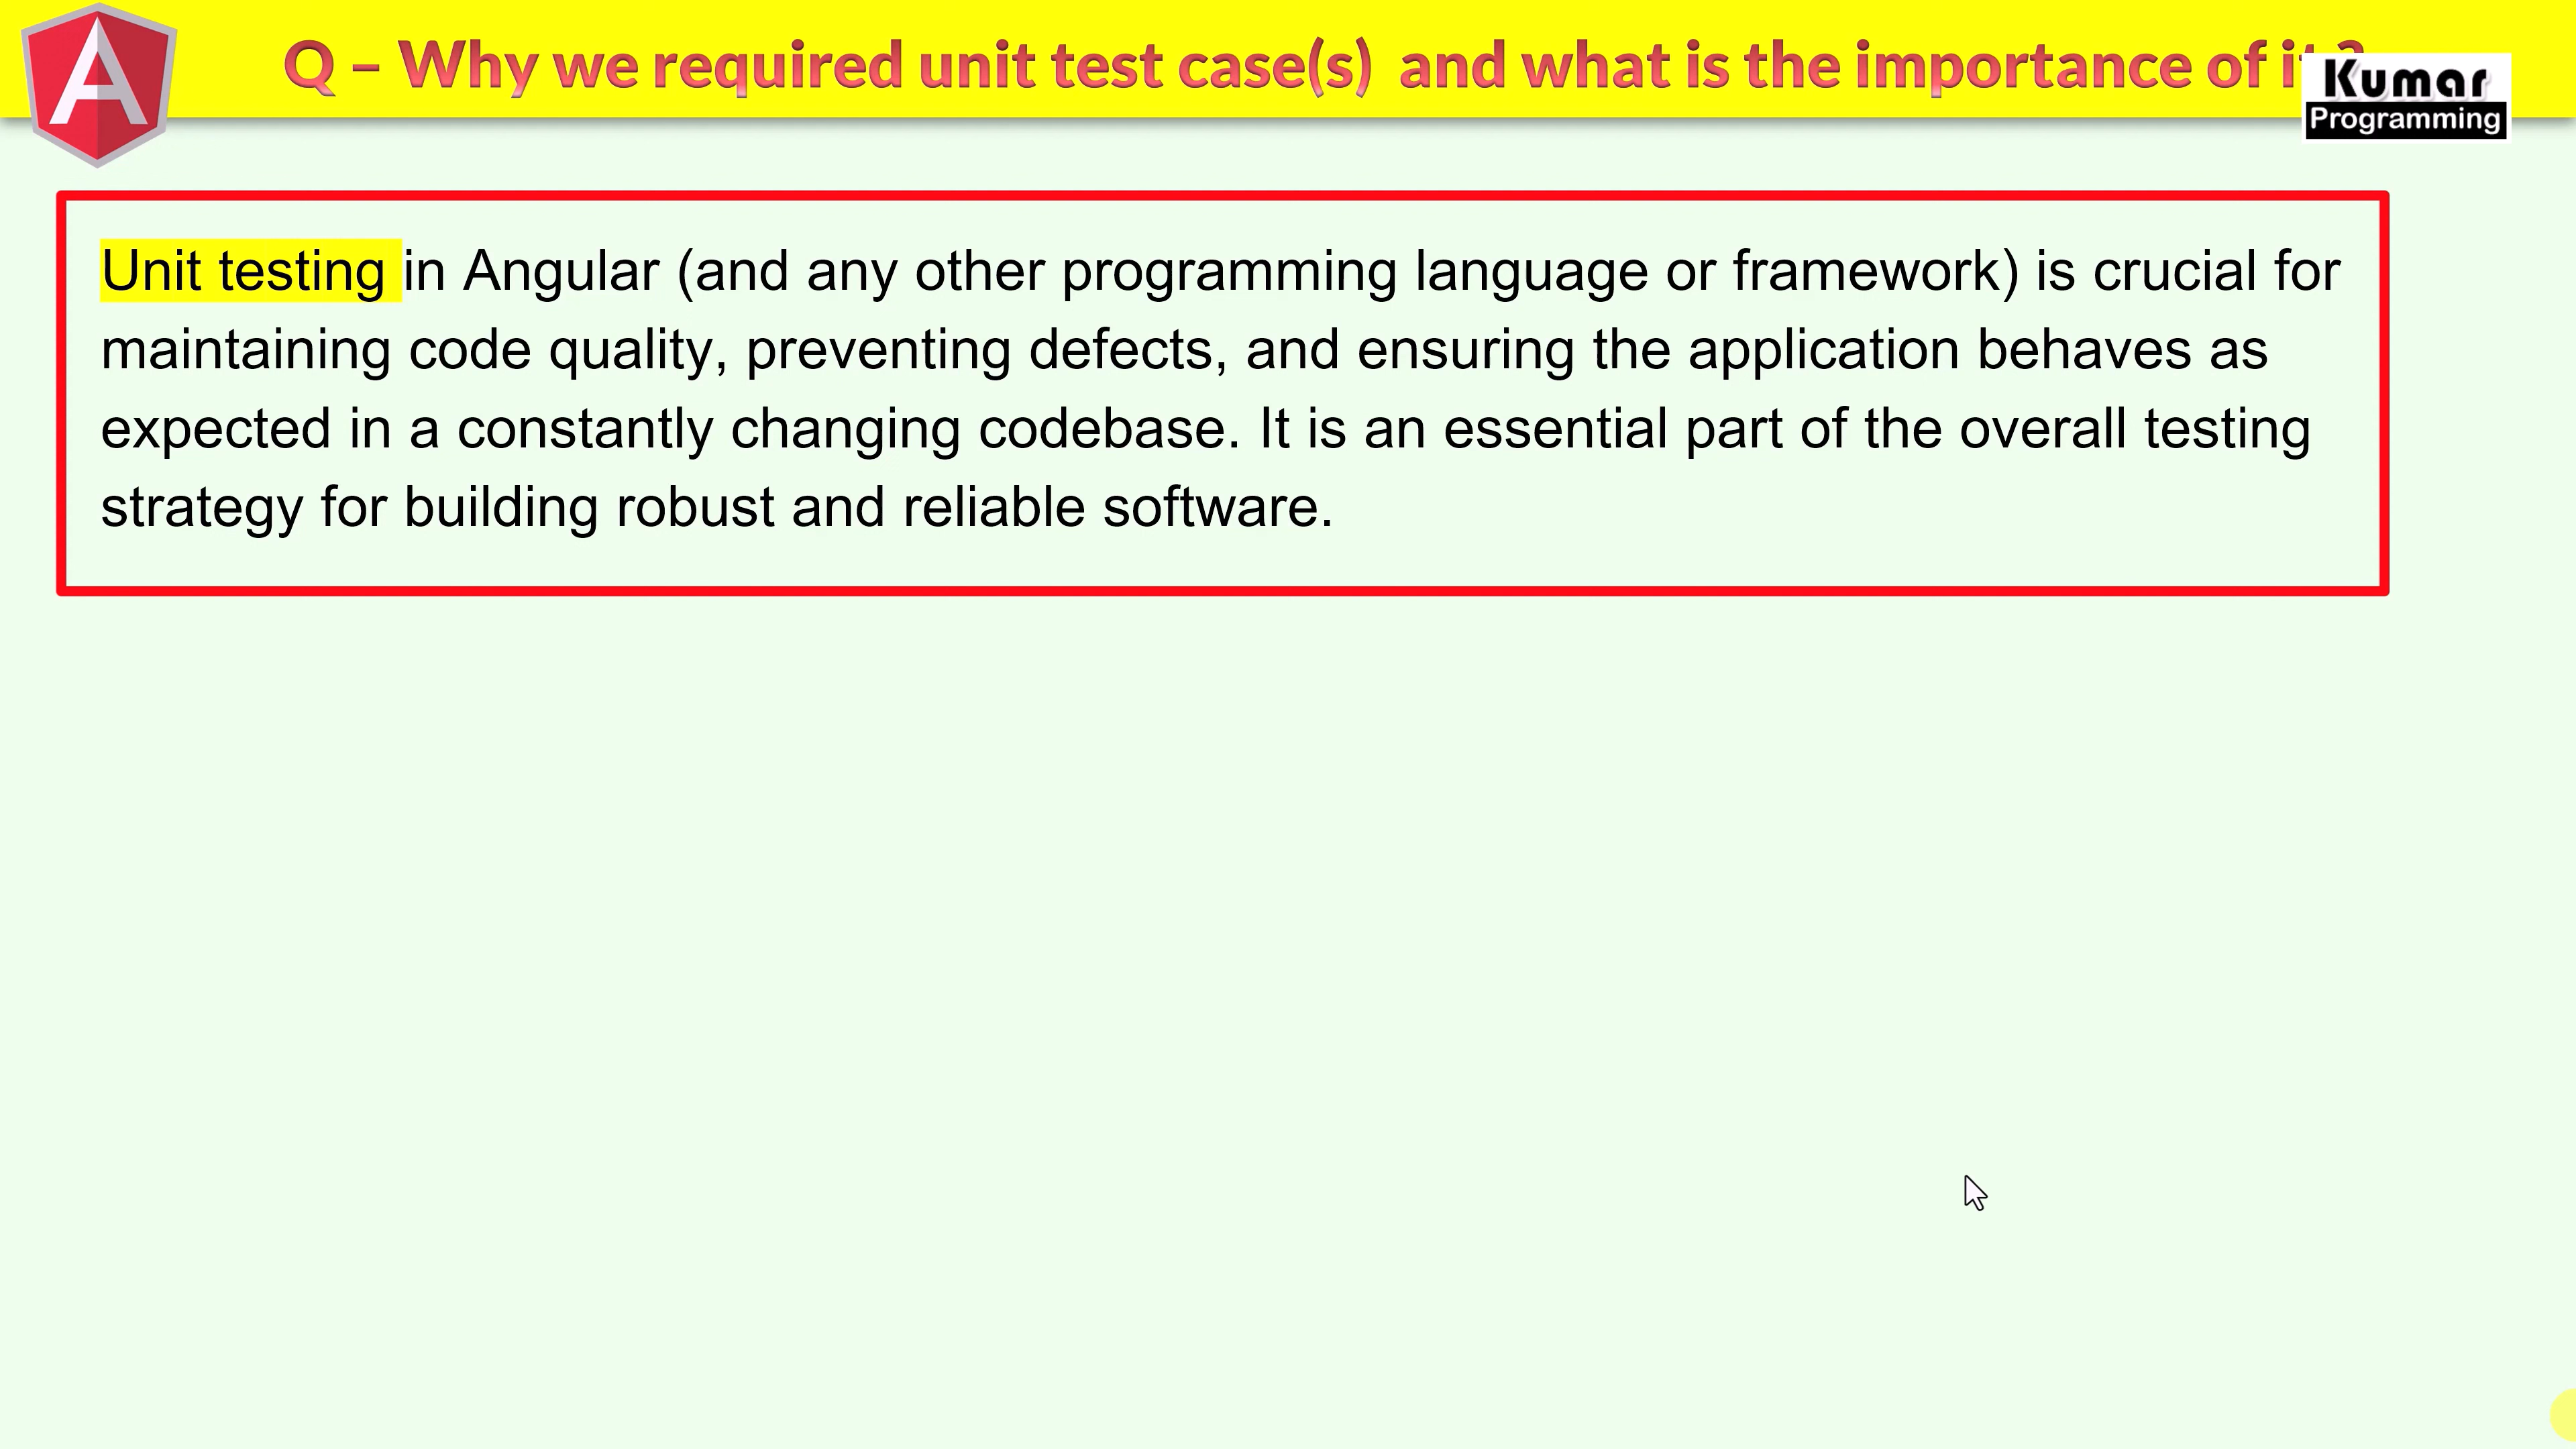 Q – Why we required unit test case(s) and what is the importance of it ?
Kumar
Programming
Unit testing in Angular (and any other programming language or framework) is crucial for
maintaining code quality, preventing defects, and ensuring the application behaves as
expected in a constantly changing codebase. It is an essential part of the overall testing
strategy for building robust and reliable software.